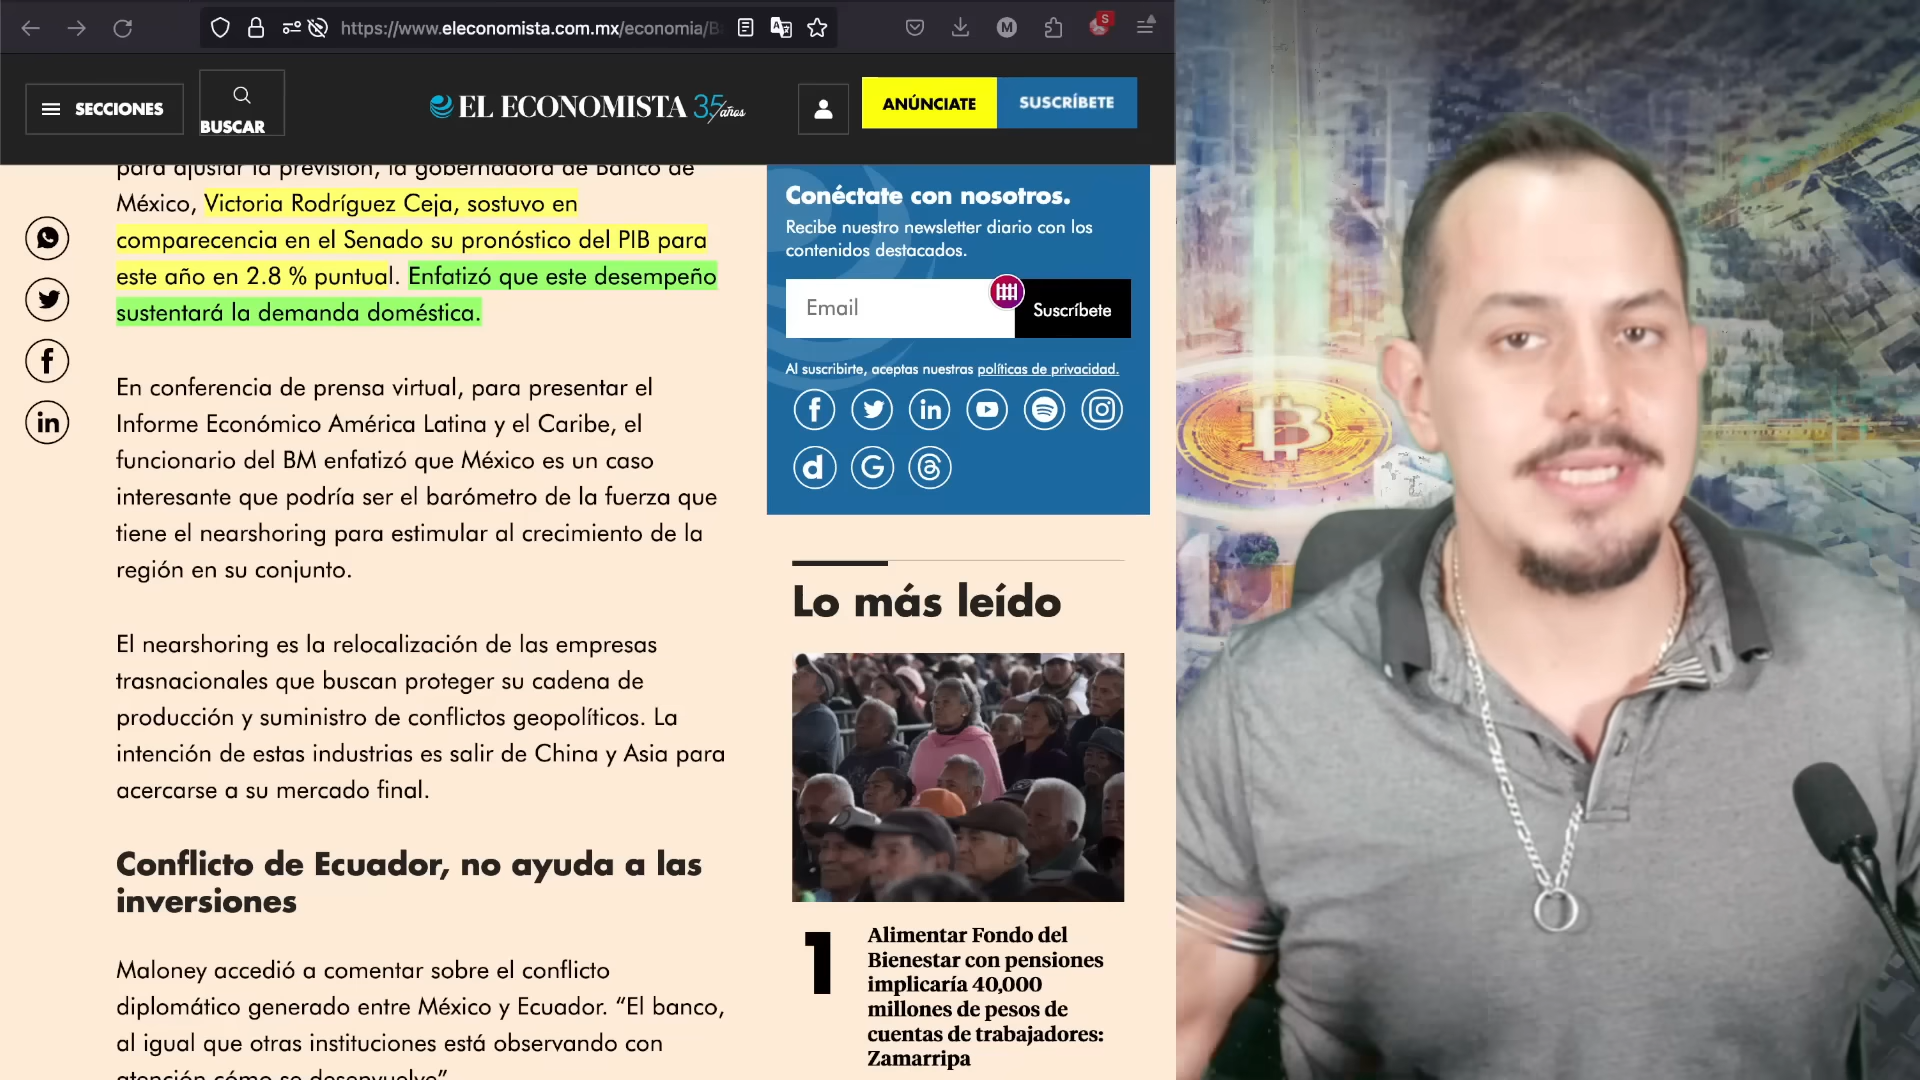 https://www.eleconomista.com.mx/economia/B
SECCIONES
BUSCAR
EL ECONOMISTA 35 años
ANÚNCIATE
SUSCRÍBETE
para ajustar la previsión, la gobernadora de Banco de
México, Victoria Rodríguez Ceja, sostuvo en
comparecencia en el Senado su pronóstico del PIB para
este año en 2.8 % puntual. Enfatizó que este desempeño
sustentará la demanda doméstica.
En conferencia de prensa virtual, para presentar el
Informe Económico América Latina y el Caribe, el
funcionario del BM enfatizó que México es un caso
interesante que podría ser el barómetro de la fuerza que
tiene el nearshoring para estimular al crecimiento de la
región en su conjunto.
El nearshoring es la relocalización de las empresas
trasnacionales que buscan proteger su cadena de
producción y suministro de conflictos geopolíticos. La
intención de estas industrias es salir de China y Asia para
acercarse a su mercado final.
Conflicto de Ecuador, no ayuda a las
inversiones
Maloney accedió a comentar sobre el conflicto
diplomático generado entre México y Ecuador. “El banco,
al igual que otras instituciones está observando con
atención cómo se desenvuelve”
Conéctate con nosotros.
Recibe nuestro newsletter diario con los
contenidos destacados.
Email
Suscríbete
Al suscribirte, aceptas nuestras políticas de privacidad.
Lo más leído
1
Alimentar Fondo del
Bienestar con pensiones
implicaría 40,000
millones de pesos de
cuentas de trabajadores:
Zamarripa